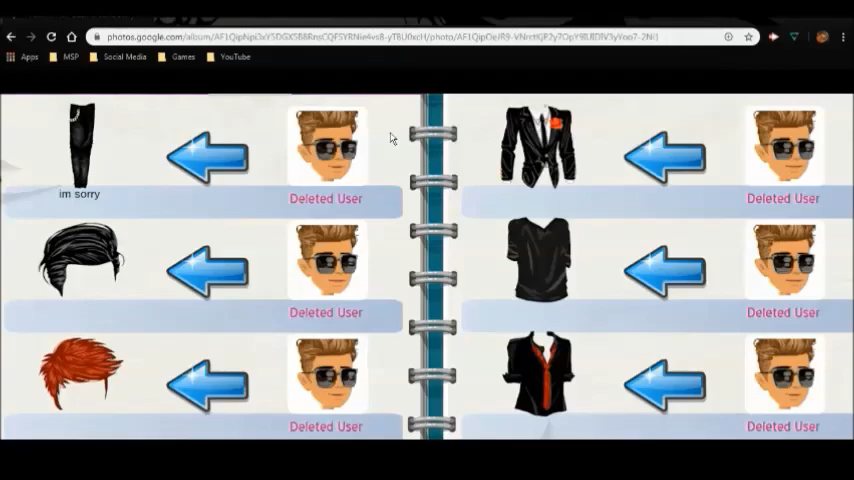 Apps MSP Social Media Games YouTube
im sorry
Deleted User Deleted User
Deleted User Deleted User
Deleted User Deleted User